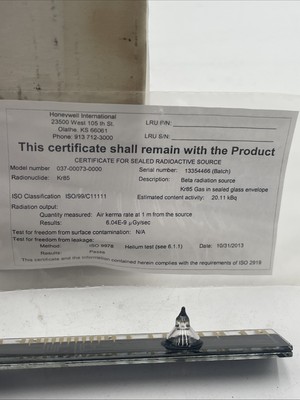 Honeywell International
23500 West 105 th St.
Olathe, KS 66061
Phone: 913 712-3000
LRU P/N:
LRU S/N:
This certificate shall remain with the Product
CERTIFICATE FOR SEALED RADIOACTIVE SOURCE
Model number 037-00073-0000 Serial number: 13354466 (Batch)
Radionuclide: Kr85 Description: Beta radiation source
Kr85 Gas in sealed glass envelope
ISO Classification ISO/99/C11111 Estimated content activity: 20.11 kBq
Radiation output:
Quantity measured: Air kerma rate at 1 m from the source
Results: 6.04E-9 µGy/sec
Test for freedom from surface contamination: N/A
Test for freedom from leakage:
Method: ISO 9978 Helium test (see 6.1.1) Date: 10/31/2013
Results: Passs
This certificate and the information contained herein complies with the requirements of ISO 2919